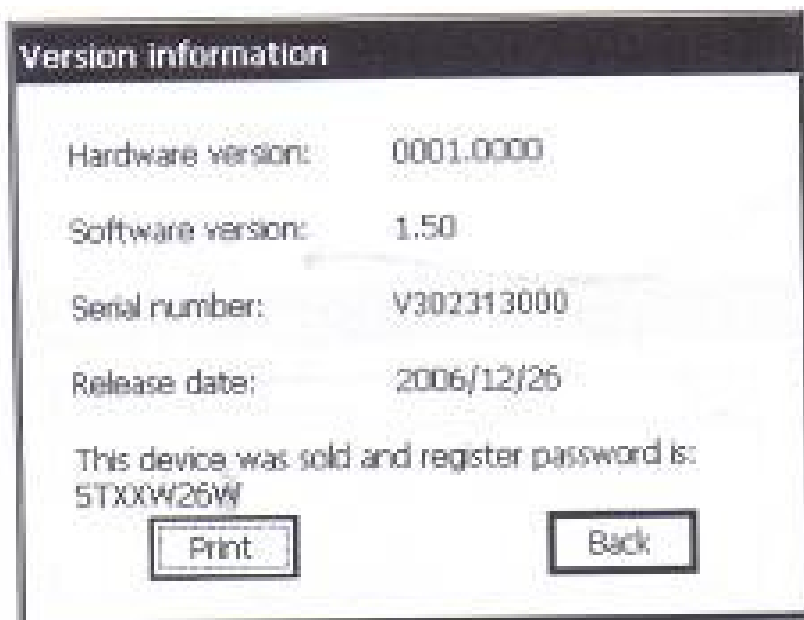 Version information
Hardware version: 0001.0000
Software version: 1.50
Serial number: V302313000
Release date: 2006/12/26
This device was sold and register password is:
STXXW26W
Print Back